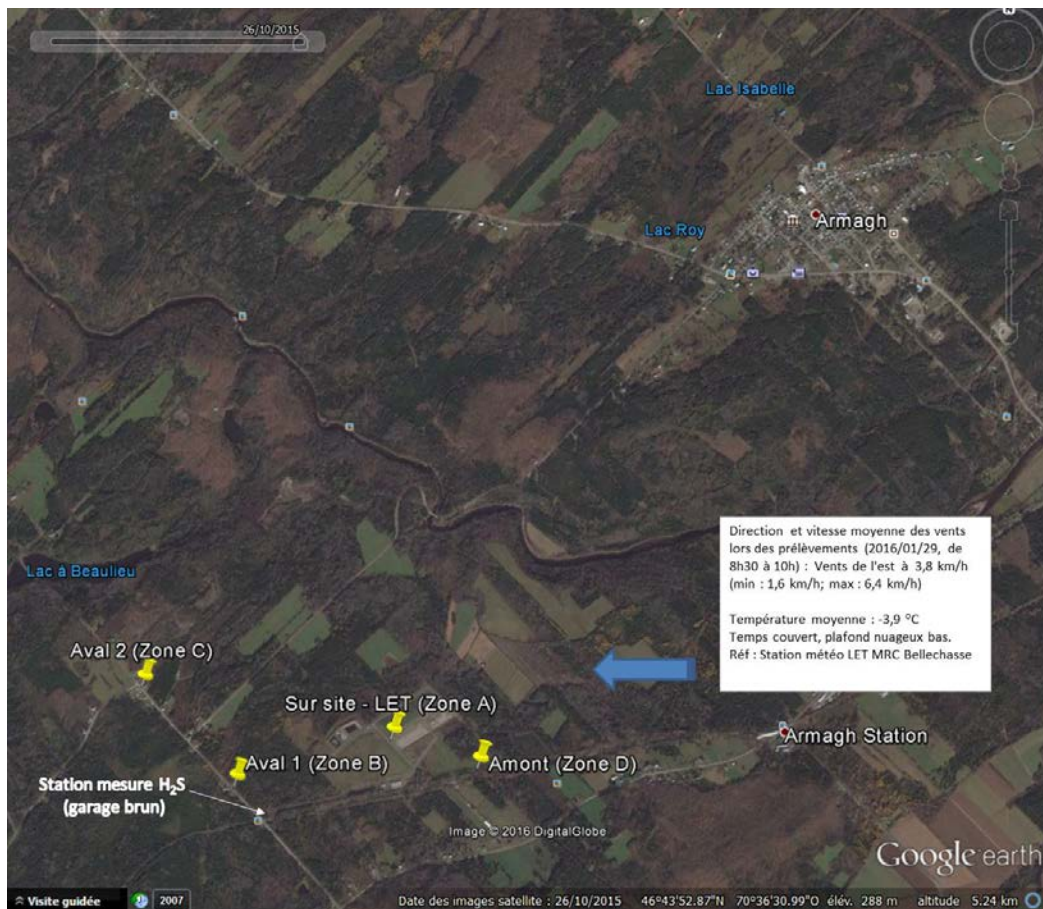 26/10/2015
N
Lac Isabelle
Armagh
Lac Roy
Direction et vitesse moyenne des vents
lors des prélèvements (2016/01/29, de
8h30 à 10h) : Vents de l'est à 3,8 km/h
(min : 1,6 km/h; max : 6,4 km/h)
Température moyenne : -3,9 °C
Temps couvert, plafond nuageux bas.
Réf : Station météo LET MRC Bellechasse
Lac à Beaulieu
Aval 2 (Zone C)
Sur site - LET (Zone A)
Armagh Station
Aval 1 (Zone B)
Amont (Zone D)
Station mesure H₂S
(garage brun)
Image © 2016 DigitalGlobe
Google earth
Visite guidée
2007
Date des images satellite : 26/10/2015 46°43'52.87"N 70°36'30.99"O élév. 288 m altitude 5.24 km